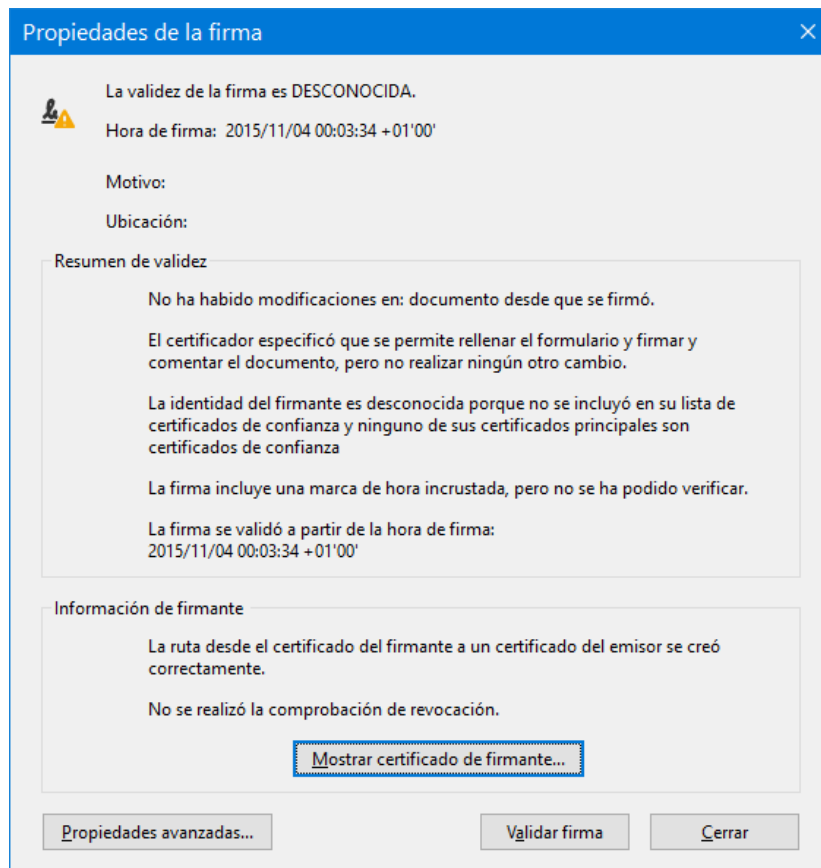 Propiedades de la firma
La validez de la firma es DESCONOCIDA.
Hora de firma: 2015/11/04 00:03:34 +01'00'
Motivo:
Ubicación:
Resumen de validez
No ha habido modificaciones en: documento desde que se firmó.
El certificador especificó que se permite rellenar el formulario y firmar y
comentar el documento, pero no realizar ningún otro cambio.
La identidad del firmante es desconocida porque no se incluyó en su lista de
certificados de confianza y ninguno de sus certificados principales son
certificados de confianza
La firma incluye una marca de hora incrustada, pero no se ha podido verificar.
La firma se validó a partir de la hora de firma:
2015/11/04 00:03:34 +01'00'
Información de firmante
La ruta desde el certificado del firmante a un certificado del emisor se creó
correctamente.
No se realizó la comprobación de revocación.
Mostrar certificado de firmante...
Propiedades avanzadas... Validar firma Cerrar